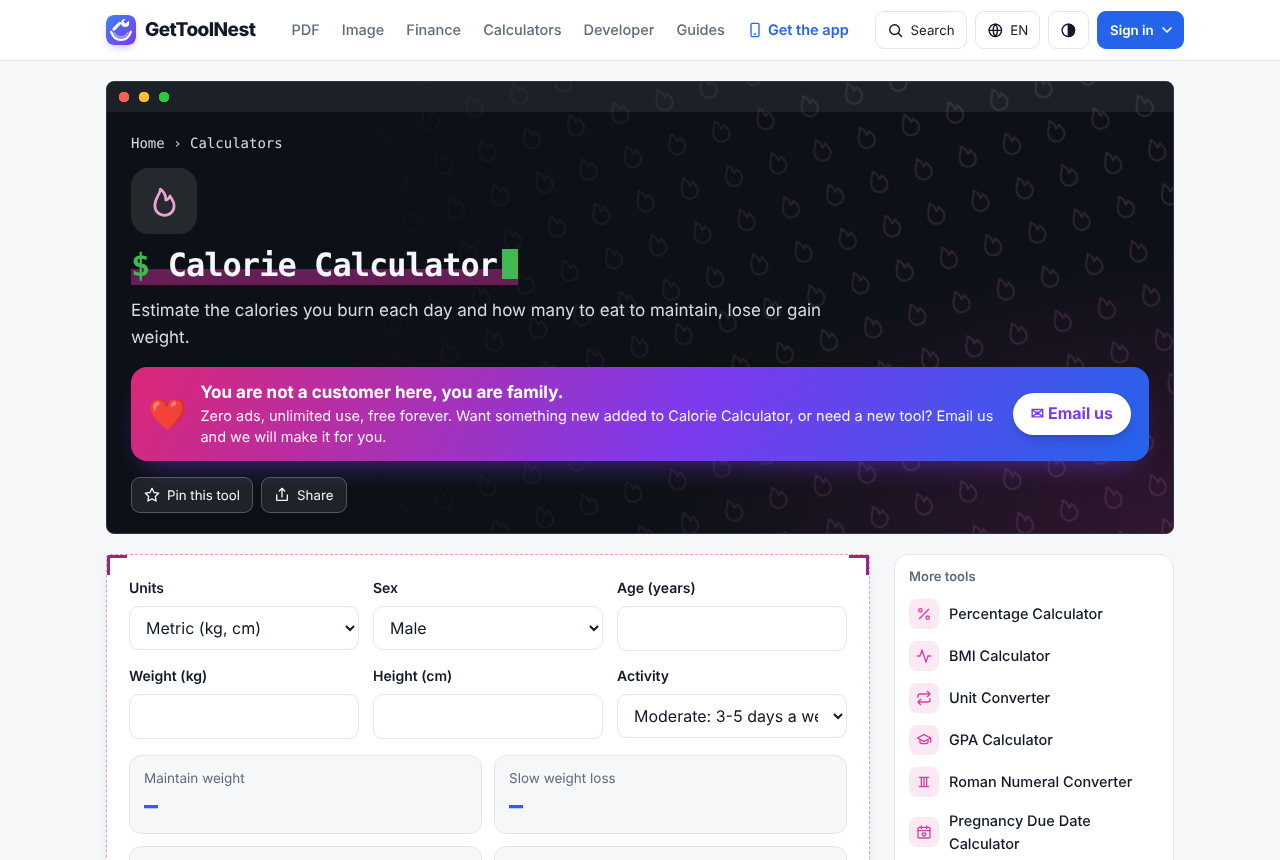 GetToolNest
PDF
Image
Finance
Calculators
Developer
Guides
Get the app
Search
EN
Sign in
Home › Calculators
$ Calorie Calculator
Estimate the calories you burn each day and how many to eat to maintain, lose or gain
weight.
You are not a customer here, you are family.
Zero ads, unlimited use, free forever. Want something new added to Calorie Calculator, or need a new tool? Email us
and we will make it for you.
✉ Email us
Pin this tool
Share
Units
Sex
Age (years)
Metric (kg, cm)
Male
Weight (kg)
Height (cm)
Activity
Moderate: 3-5 days a we
Maintain weight
–
Slow weight loss
–
More tools
Percentage Calculator
BMI Calculator
Unit Converter
GPA Calculator
Roman Numeral Converter
Pregnancy Due Date
Calculator